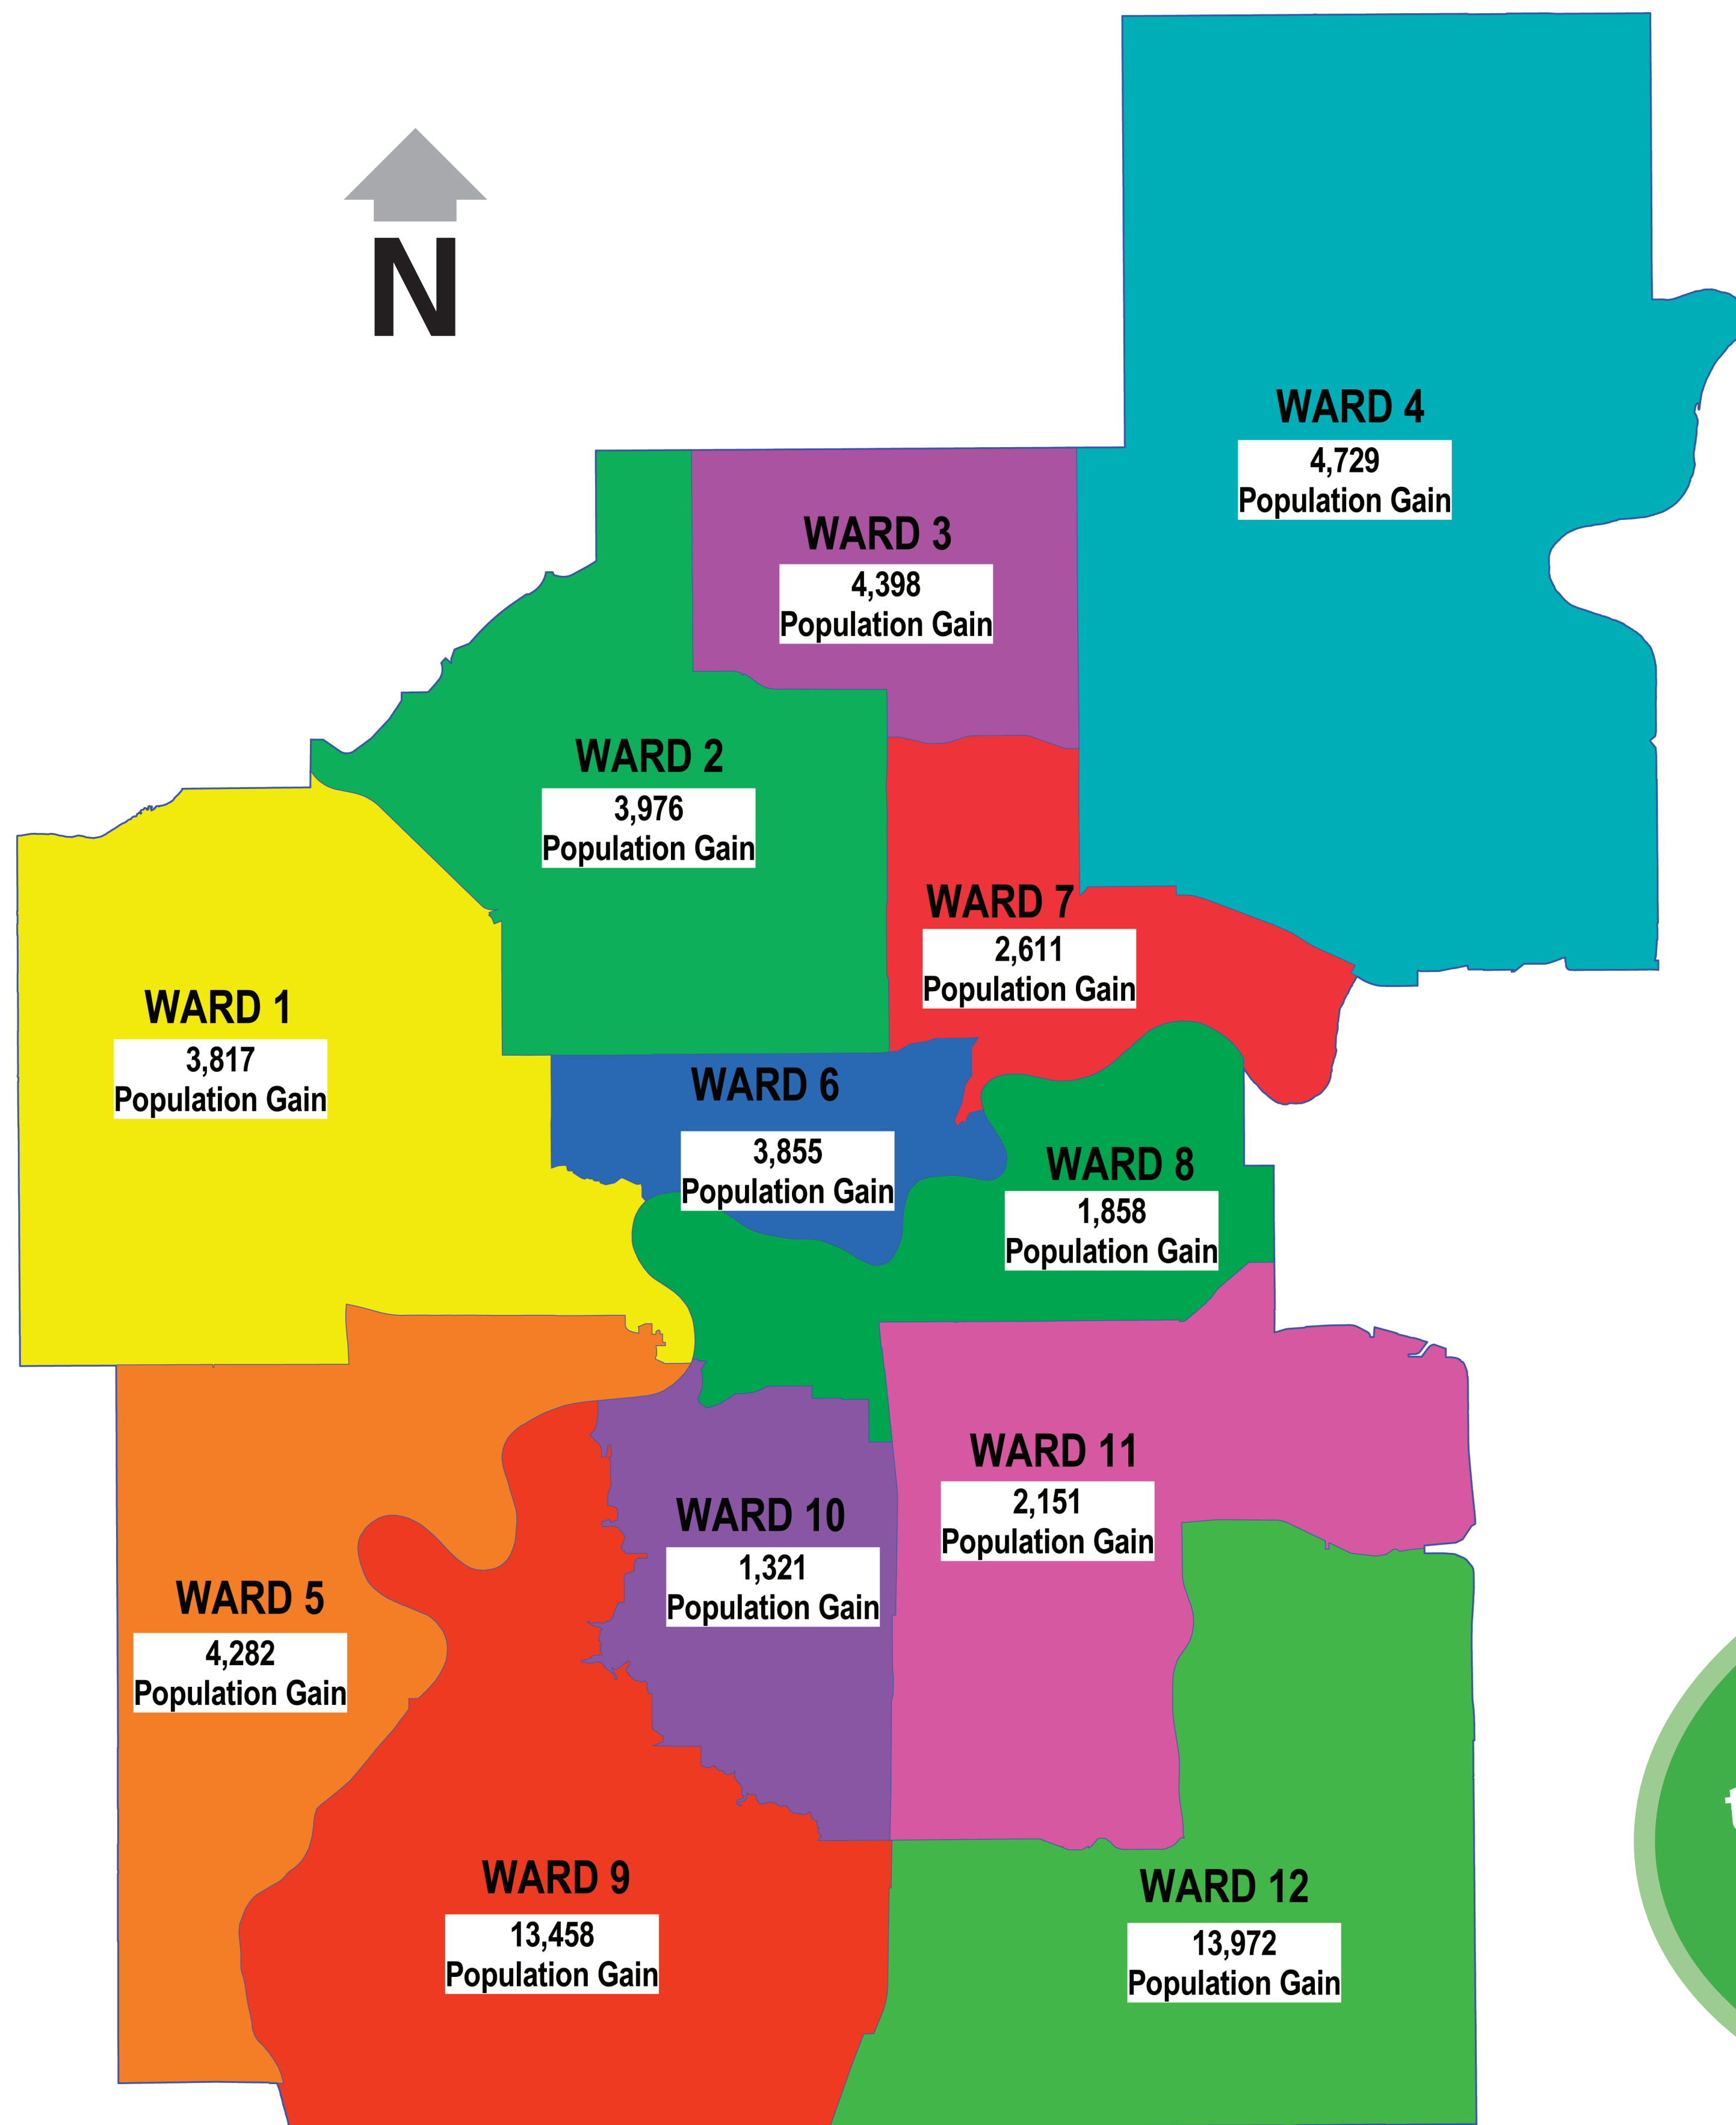 N
WARD 4
4,729
Population Gain
WARD 3
4,398
Population Gain
WARD 2
3,976
Population Gain
WARD 7
2,611
Population Gain
WARD 1
3,817
Population Gain
WARD 6
3,855
Population Gain
WARD 8
1,858
Population Gain
WARD 11
2,151
Population Gain
WARD 10
1,321
Population Gain
WARD 5
4,282
Population Gain
WARD 9
13,458
Population Gain
WARD 12
13,972
Population Gain